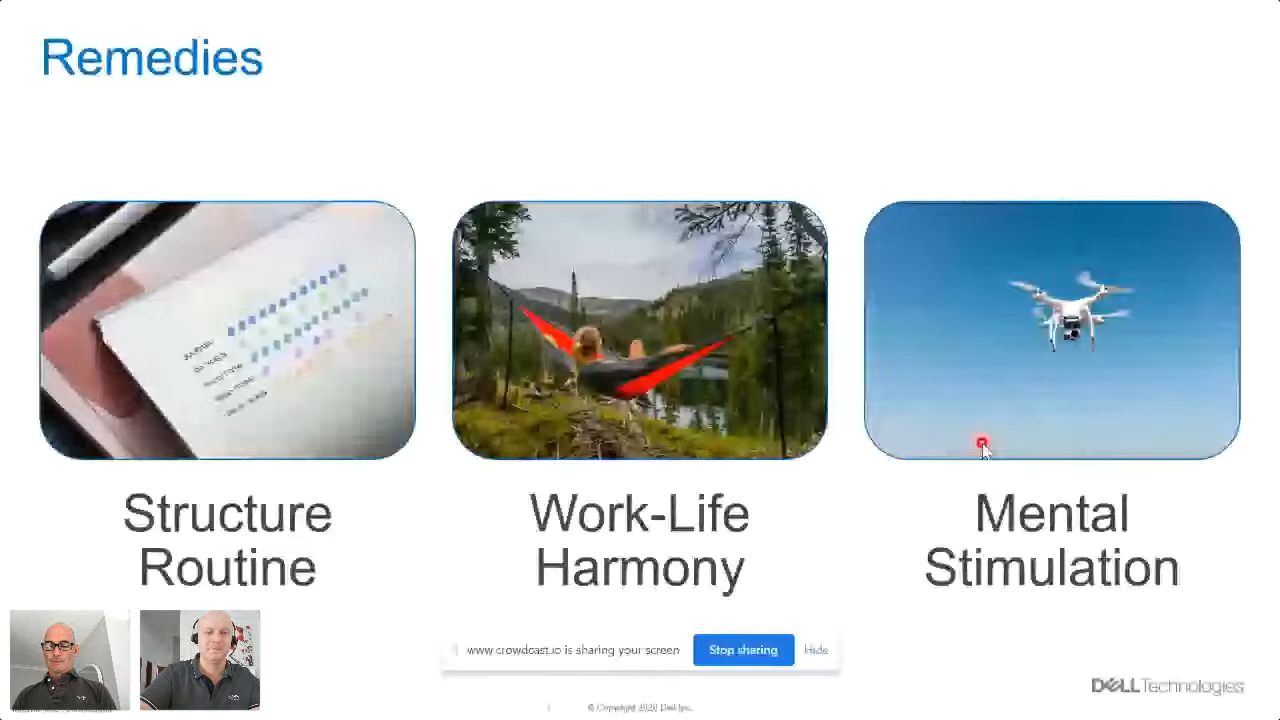 Remedies
Structure
Routine
Work-Life
Harmony
Mental
Stimulation
www.crowdcast.io is sharing your screen
Stop sharing
Hide
DELL Technologies
© Copyright 2020 Dell Inc.